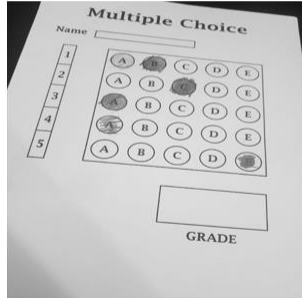 Multiple Choice
Name
1 A B C D E
2 A B C D E
3 A B C D E
4 A B C D E
5 A B C D E
GRADE